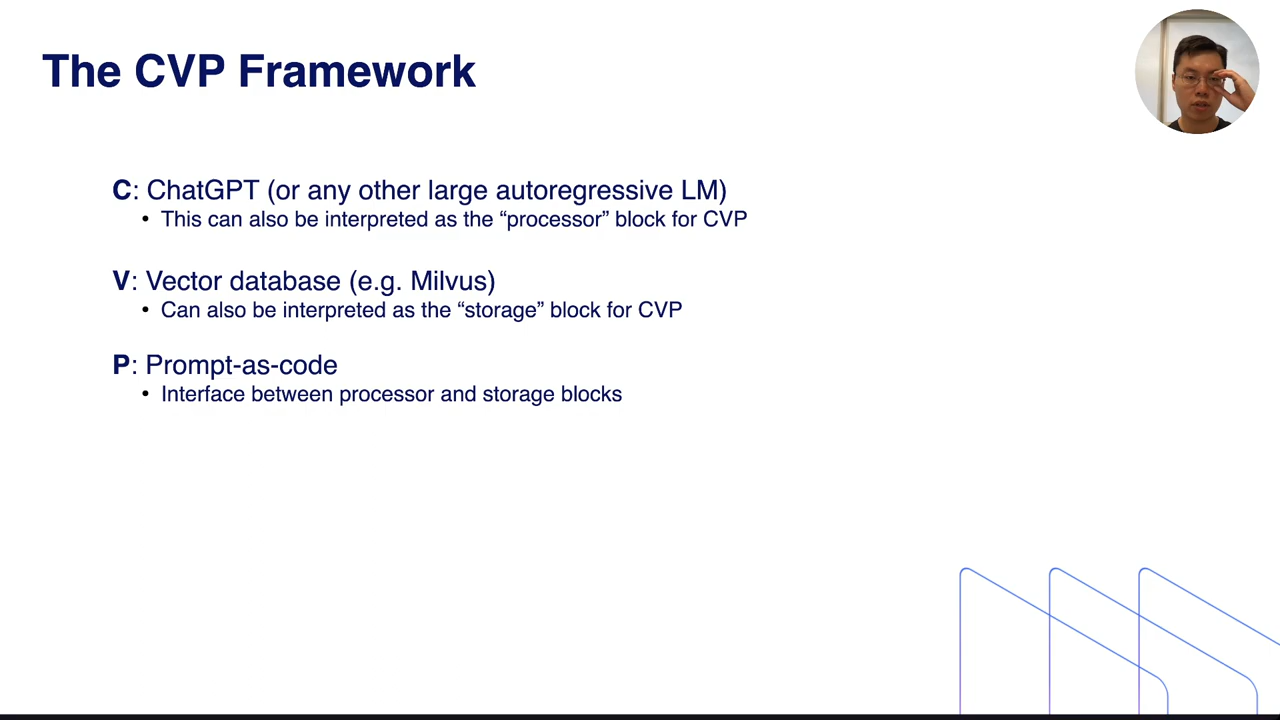 The CVP Framework
C: ChatGPT (or any other large autoregressive LM)
• This can also be interpreted as the “processor” block for CVP
V: Vector database (e.g. Milvus)
• Can also be interpreted as the “storage” block for CVP
P: Prompt-as-code
• Interface between processor and storage blocks